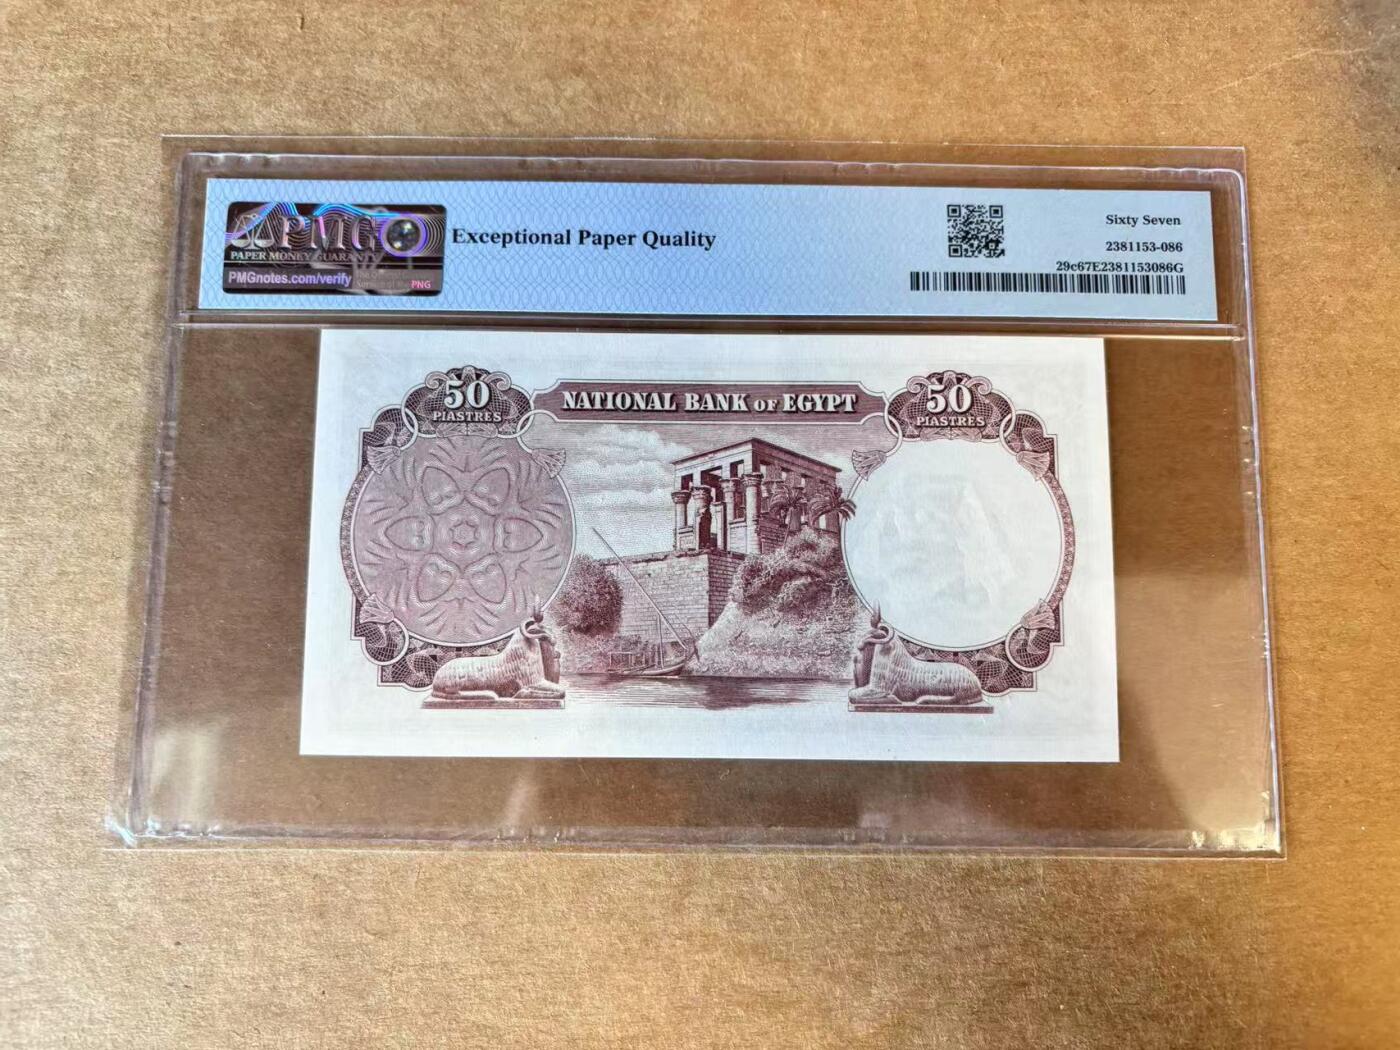 PMG
PAPER MONEY GUARANTY
PMGnotes.com/verify
PNG
Exceptional Paper Quality
Sixty Seven
2381153-086
29c67E2381153086G
50
PIASTRES
NATIONAL BANK OF EGYPT
50
PIASTRES